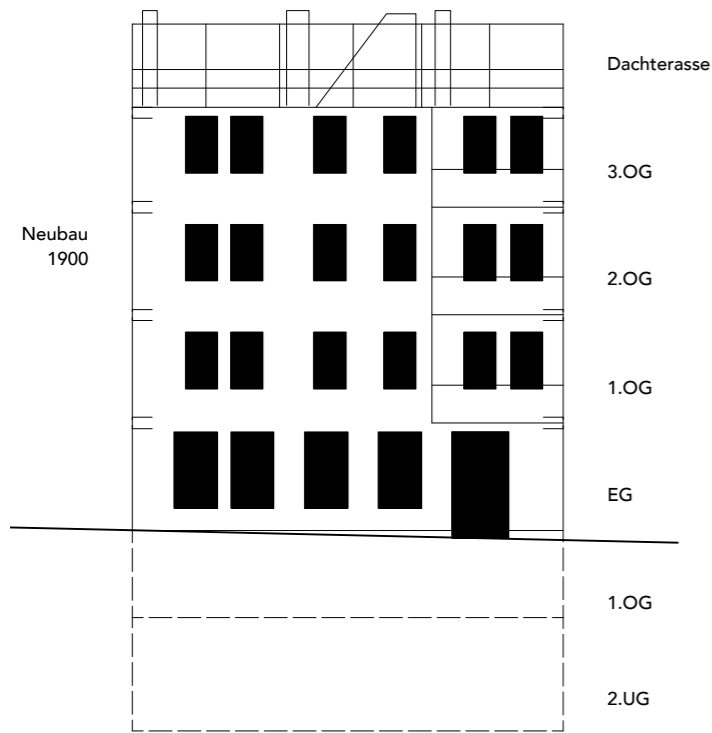 Dachterasse
3.OG
Neubau
1900
2.OG
1.OG
EG
1.OG
2.UG